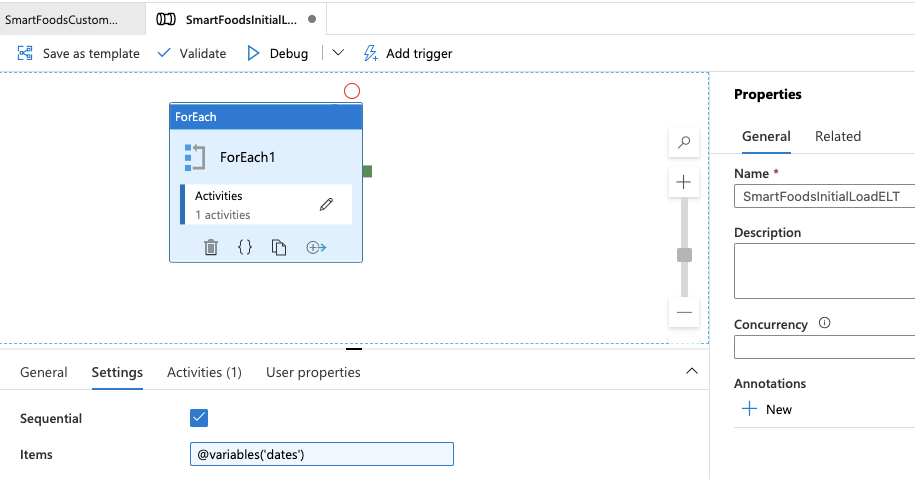 SmartFoodsCustom...
SmartFoodsInitialL...
Save as template
Validate
Debug
Add trigger
ForEach
ForEach1
Activities
1 activities
{}
Properties
General Related
Name *
SmartFoodsInitialLoadELT
Description
Concurrency
Annotations
New
General Settings Activities (1) User properties
Sequential
Items @variables('dates')